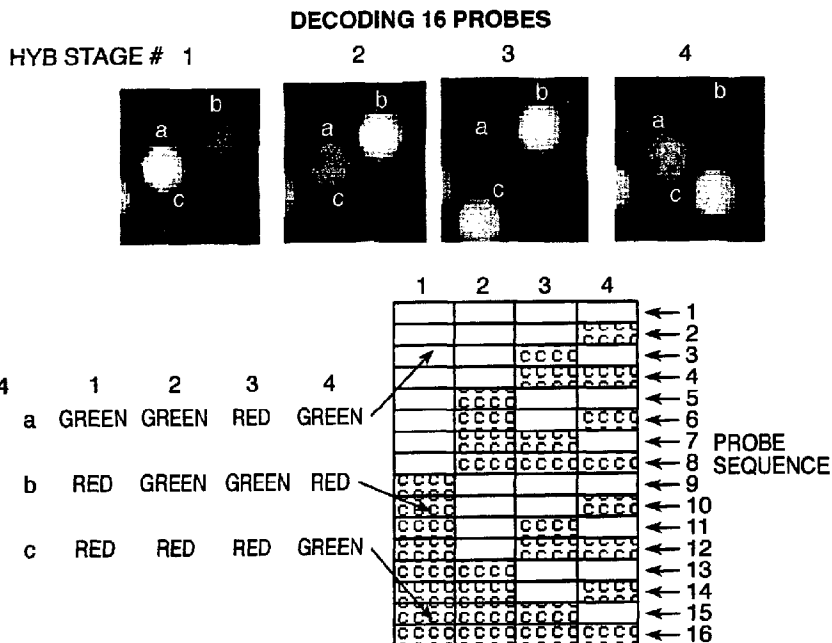 DECODING 16 PROBES
HYB STAGE # 1 2 3 4
a b
c
a b
c
a b
c
a b
c
1 2 3 4
1
2
3
4
5
6
7
8
9
10
11
12
13
14
15
16
PROBE
SEQUENCE
4 1 2 3 4
a GREEN GREEN RED GREEN
b RED GREEN GREEN RED
c RED RED RED GREEN